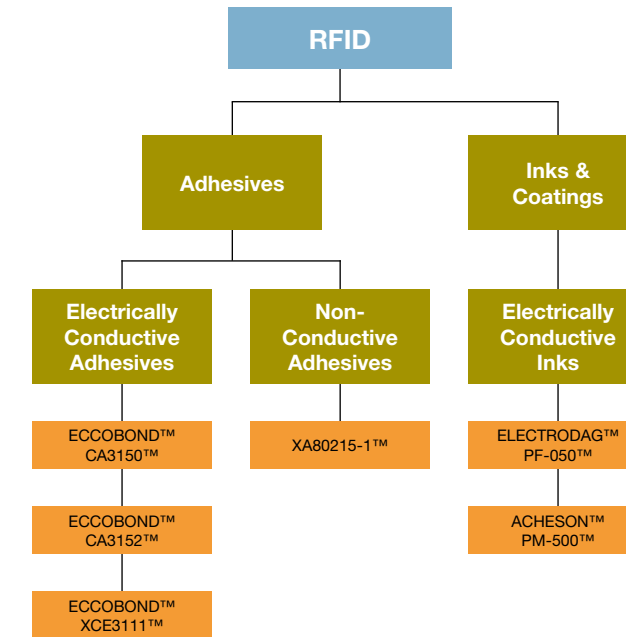 RFID
Adhesives
Inks &
Coatings
Electrically
Conductive
Adhesives
Non-
Conductive
Adhesives
Electrically
Conductive
Inks
ECCOBOND™
CA3150™
XA80215-1™
ELECTRODAG™
PF-050™
ECCOBOND™
CA3152™
ACHESON™
PM-500™
ECCOBOND™
XCE3111™